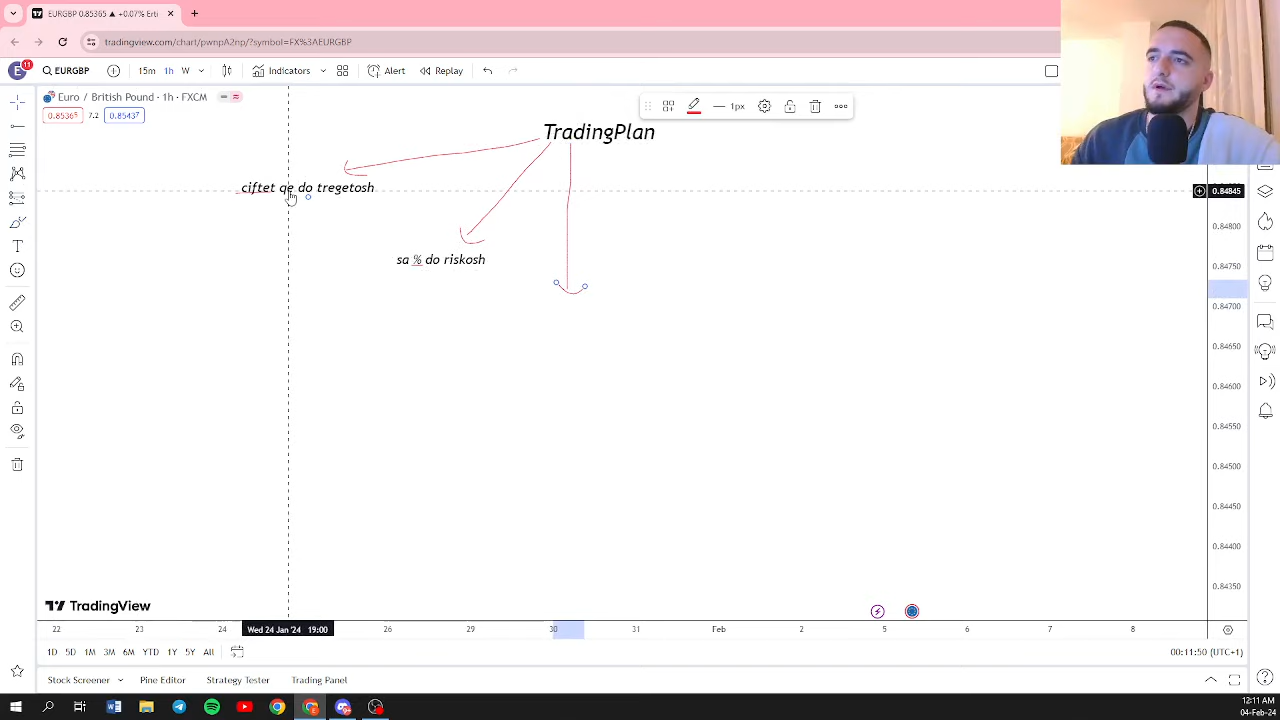 EURGBP 0.85365 ▲ +0.07% Erti
tradingview.com/chart/pwnpA2np/?symbol=FX%3AEURGBP
E 11 EURGBP 15m 1h W Indicators Alert Replay
Euro / British Pound · 1h · FXCM
0.85365 7.2 0.85437
1px
TradingPlan
ciftet qe do tregetosh
sa % do riskosh
0.84845
0.84800
0.84750
0.84700
0.84650
0.84600
0.84550
0.84500
0.84450
0.84400
0.84350
TradingView
22 23 24 Wed 24 Jan '24 19:00 26 29 30 31 Feb 2 5 6 7 8
1D 5D 1M 3M 6M YTD 1Y 5Y All 00:11:50 (UTC+1)
Stock Screener Pine Editor Strategy Tester Trading Panel
12:11 AM
04-Feb-24